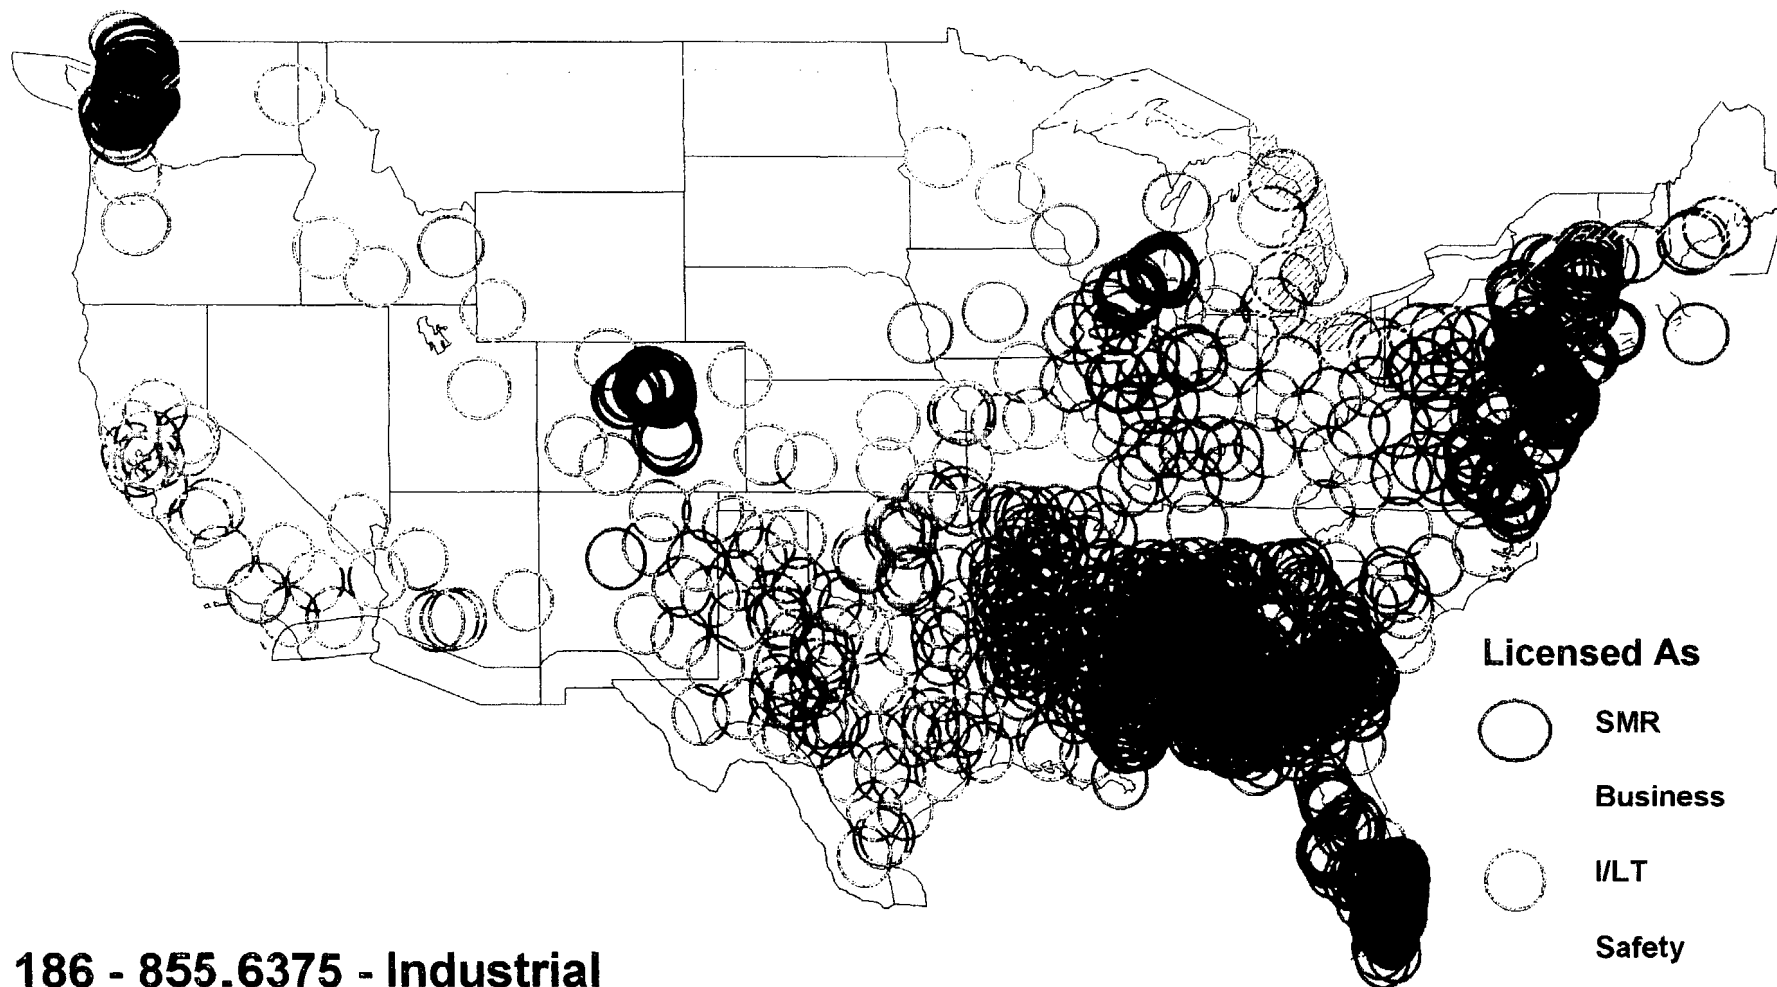 Licensed As
SMR
Business
I/LT
Safety
186 - 855.6375 - Industrial